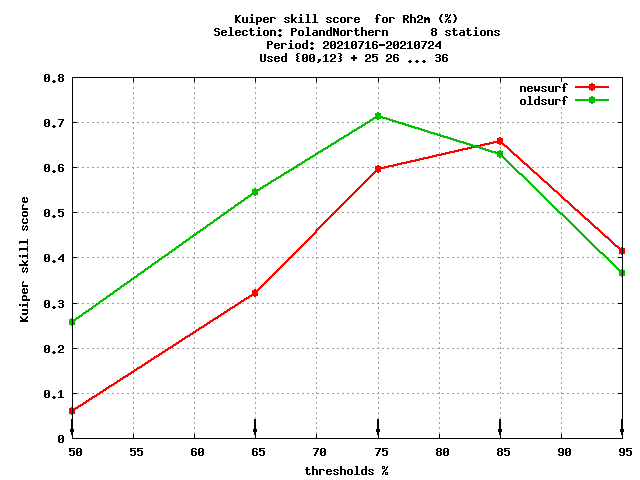 Kuiper skill score  for Rh2m (%)
Selection: PolandNorthern      8 stations
Period: 20210716-20210724
Used {00,12} + 25 26 ... 36
newsurf
oldsurf
0.8
0.7
0.6
0.5
0.4
0.3
0.2
0.1
0
Kuiper skill score
50 55 60 65 70 75 80 85 90 95
thresholds %